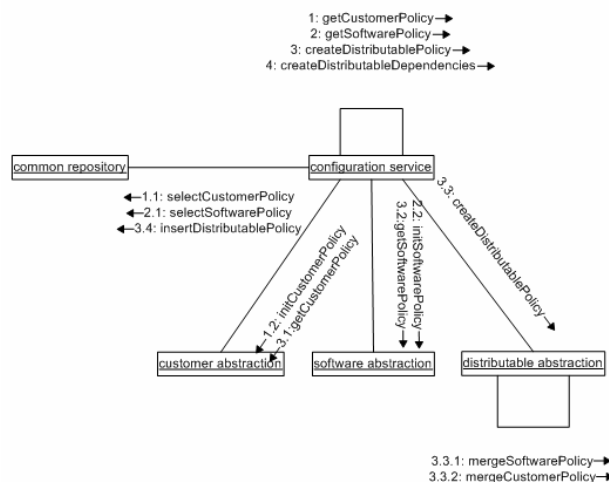 1: getCustomerPolicy
2: getSoftwarePolicy
3: createDistributablePolicy
4: createDistributableDependencies
common repository
configuration service
1.1: selectCustomerPolicy
2.1: selectSoftwarePolicy
3.4: insertDistributablePolicy
1.2: initCustomerPolicy
3.1:getCustomerPolicy
3.2:getSoftwarePolicy
2.2: initSoftwarePolicy
3.3: createDistributablePolicy
customer abstraction
software abstraction
distributable abstraction
3.3.1: mergeSoftwarePolicy
3.3.2: mergeCustomerPolicy